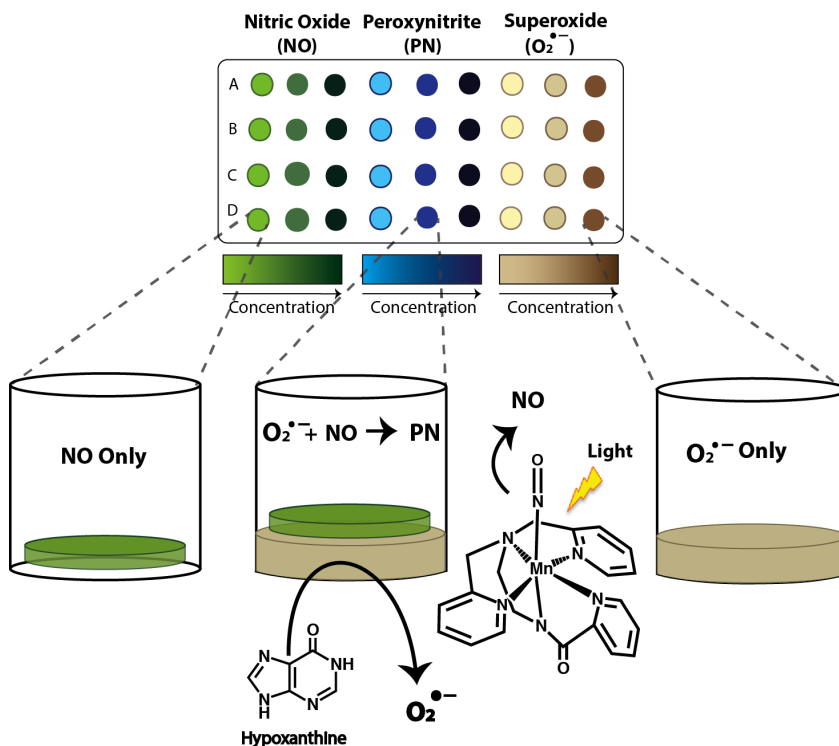 Nitric Oxide
(NO)
Peroxynitrite
(PN)
Superoxide
(O₂•−)
A
B
C
D
Concentration
Concentration
Concentration
NO Only
O₂•− + NO → PN
NO
Light
O₂•− Only
O
N
N
N
Mn
N
N
N
O
O
N
NH
N
H
N
Hypoxanthine
O₂•−